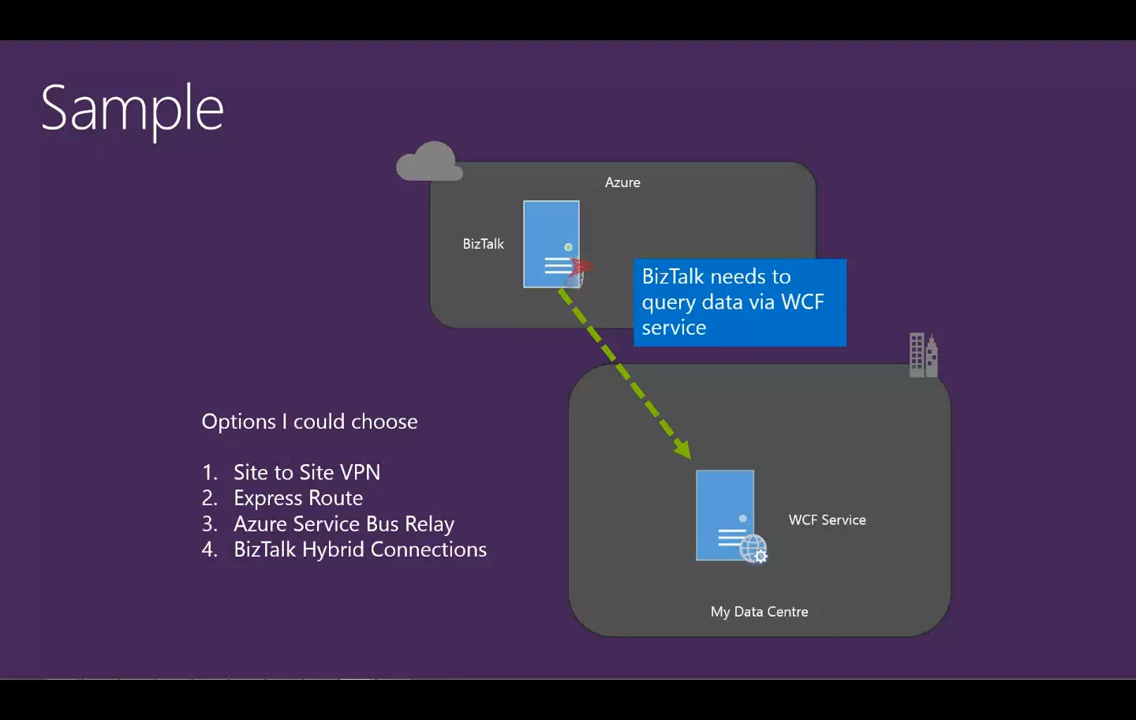 Sample
Azure
BizTalk
BizTalk needs to
query data via WCF
service
Options I could choose
1. Site to Site VPN
2. Express Route
3. Azure Service Bus Relay
4. BizTalk Hybrid Connections
WCF Service
My Data Centre